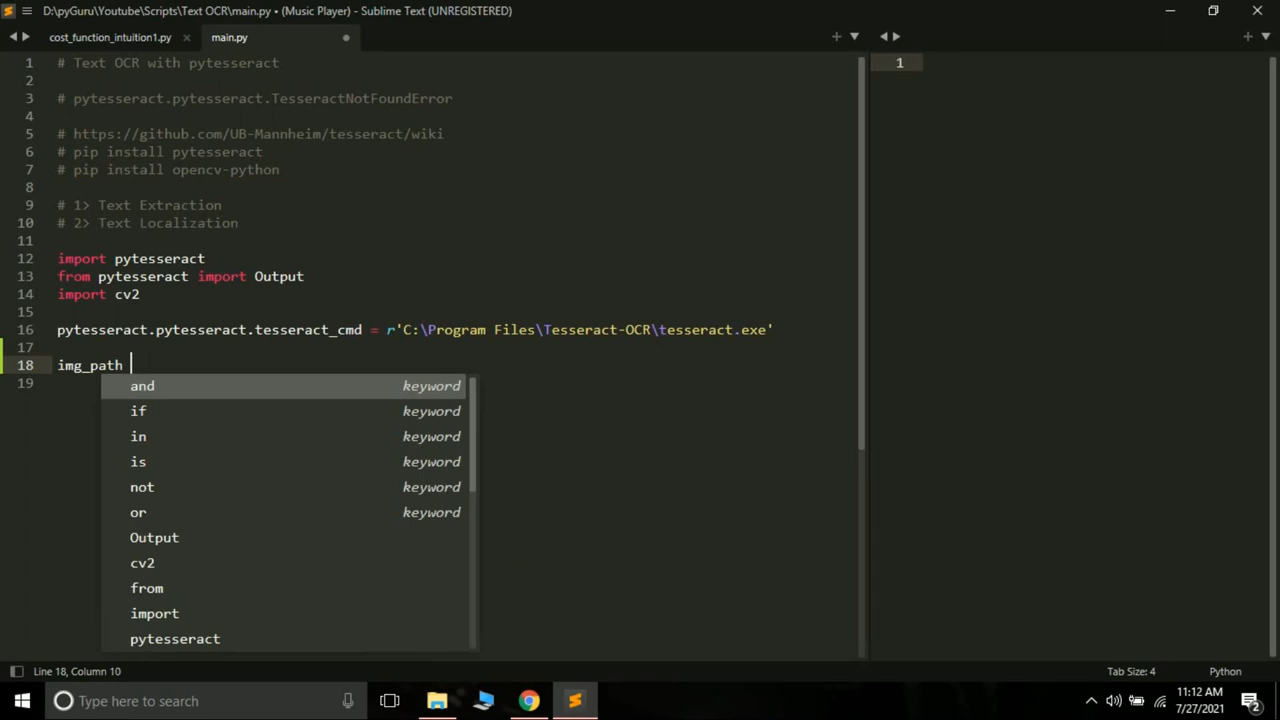 D:\pyGuru\Youtube\Scripts\Text OCR\main.py • (Music Player) - Sublime Text (UNREGISTERED)
cost_function_intuition1.py
main.py
1 # Text OCR with pytesseract
2
3 # pytesseract.pytesseract.TesseractNotFoundError
4
5 # https://github.com/UB-Mannheim/tesseract/wiki
6 # pip install pytesseract
7 # pip install opencv-python
8
9 # 1> Text Extraction
10 # 2> Text Localization
11
12 import pytesseract
13 from pytesseract import Output
14 import cv2
15
16 pytesseract.pytesseract.tesseract_cmd = r'C:\Program Files\Tesseract-OCR\tesseract.exe'
17
18 img_path
19
and keyword
if keyword
in keyword
is keyword
not keyword
or keyword
Output
cv2
from
import
pytesseract
1
Line 18, Column 10
Tab Size: 4
Python
Type here to search
11:12 AM
7/27/2021
2